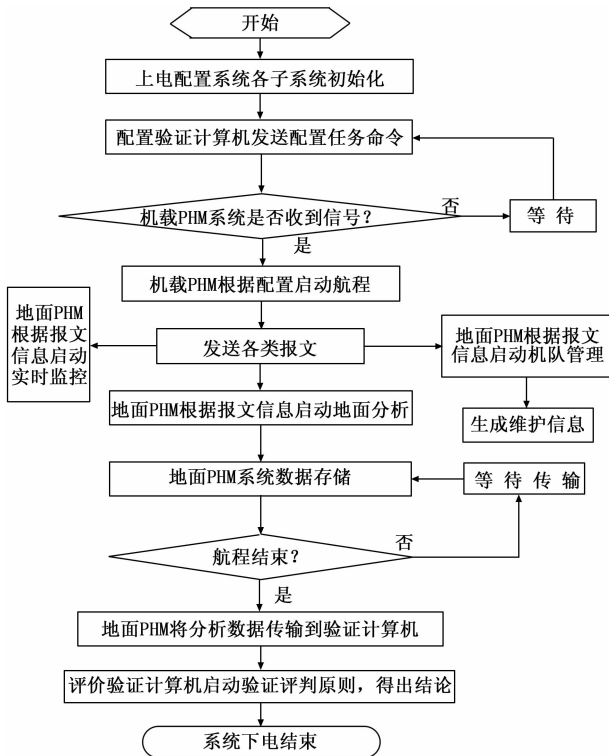 开始
上电配置系统各子系统初始化
配置验证计算机发送配置任务命令
机载PHM系统是否收到信号？
否
等 待
是
机载PHM根据配置启动航程
地面PHM
根据报文
信息启动
实时监控
发送各类报文
地面PHM根据报文
信息启动机队管理
地面PHM根据报文信息启动地面分析
生成维护信息
地面PHM系统数据存储
等 待 传 输
航程结束？
否
是
地面PHM将分析数据传输到验证计算机
评价验证计算机启动验证评判原则，得出结论
系统下电结束